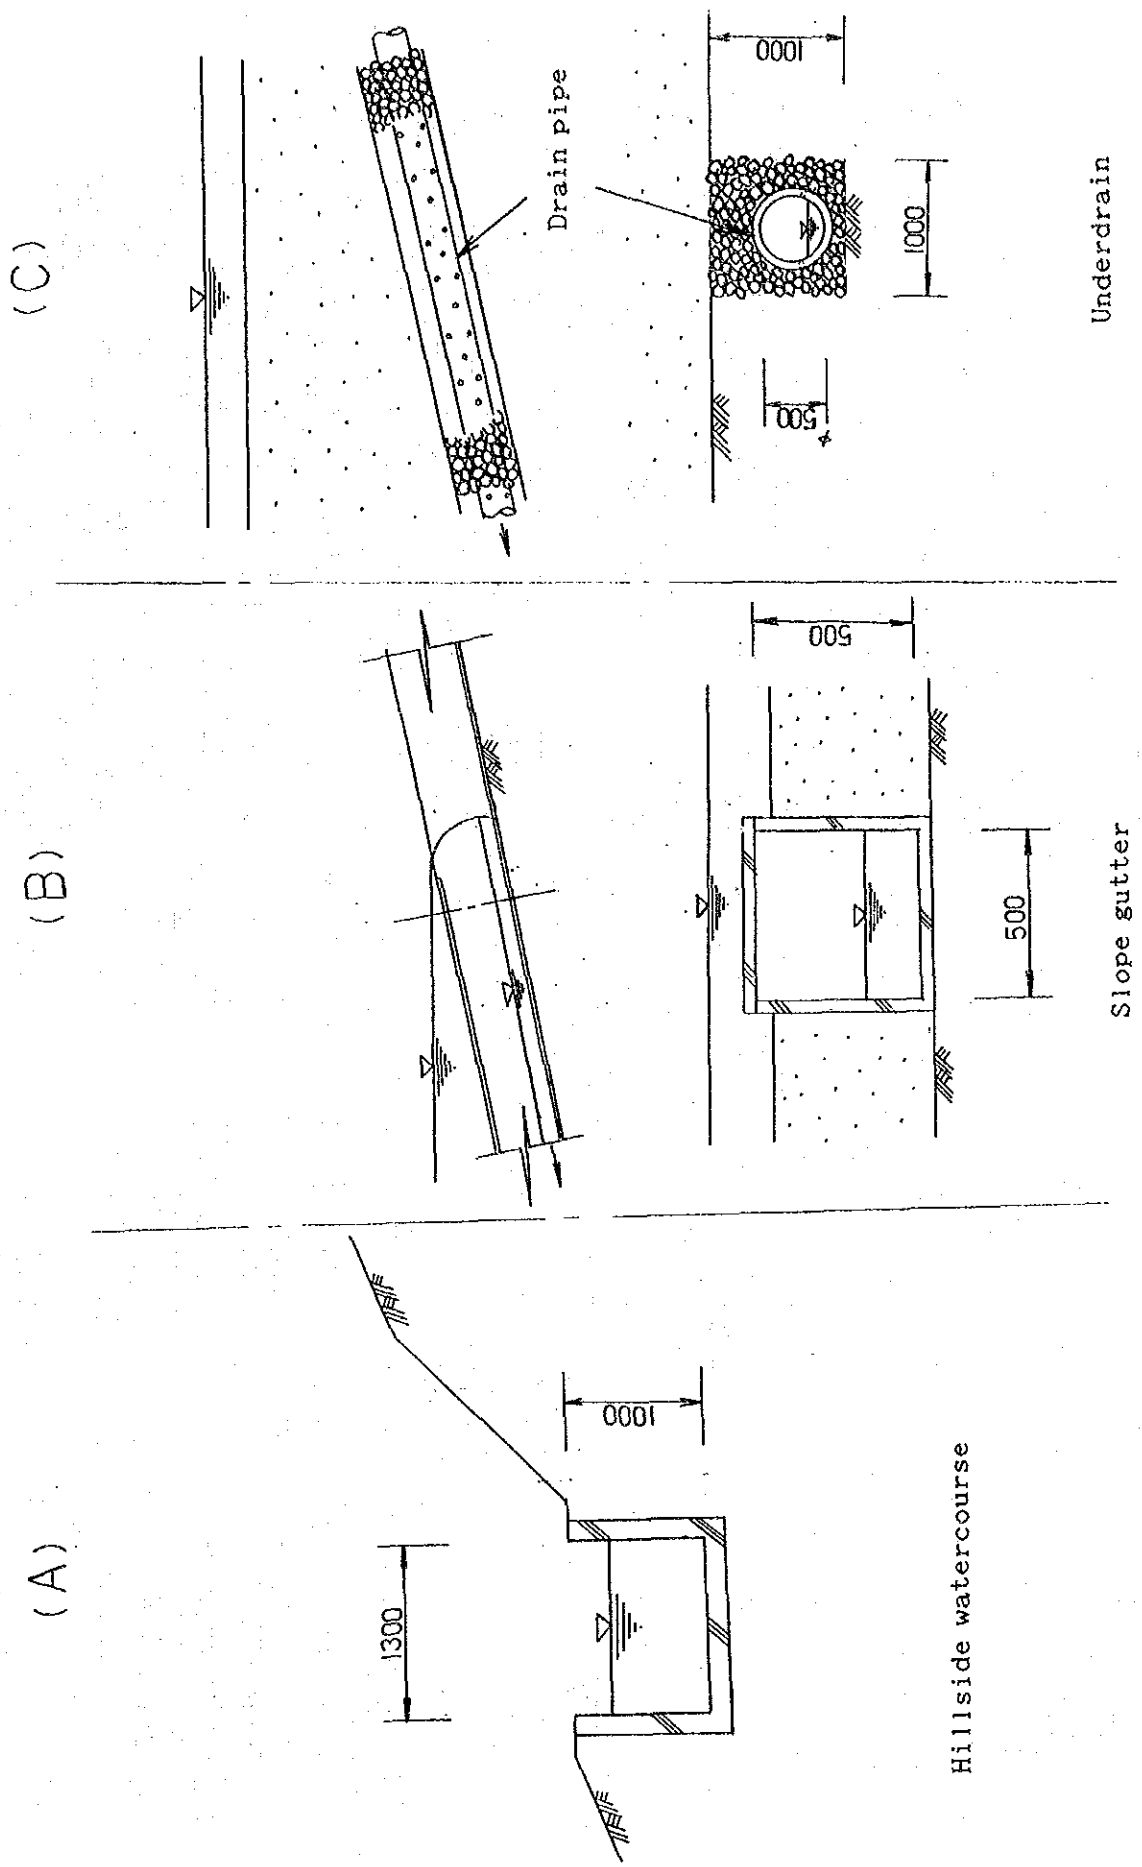 (A)
1300
1000
Hillside watercourse
(B)
500
500
Slope gutter
(C)
Drain pipe
1000
500
φ
1000
Underdrain